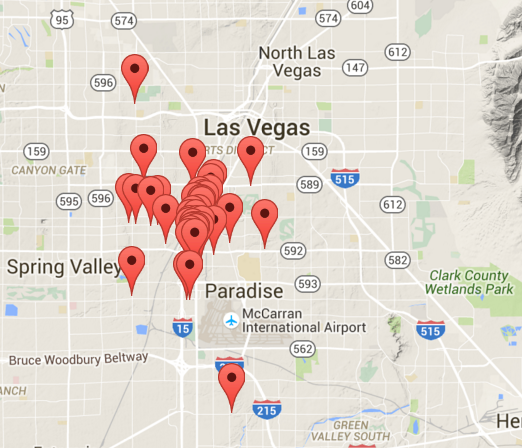 95
574
604
574
North Las
Vegas
612
147
596
Las Vegas
RTS DISTRICT
159
159
CANYON GATE
515
589
595
596
612
592
582
Spring Valley
593
Paradise
Clark County
Wetlands Park
McCarran
International Airport
15
515
562
Bruce Woodbury Beltway
ANCH
215
GREEN
VALLEY SOUTH
He